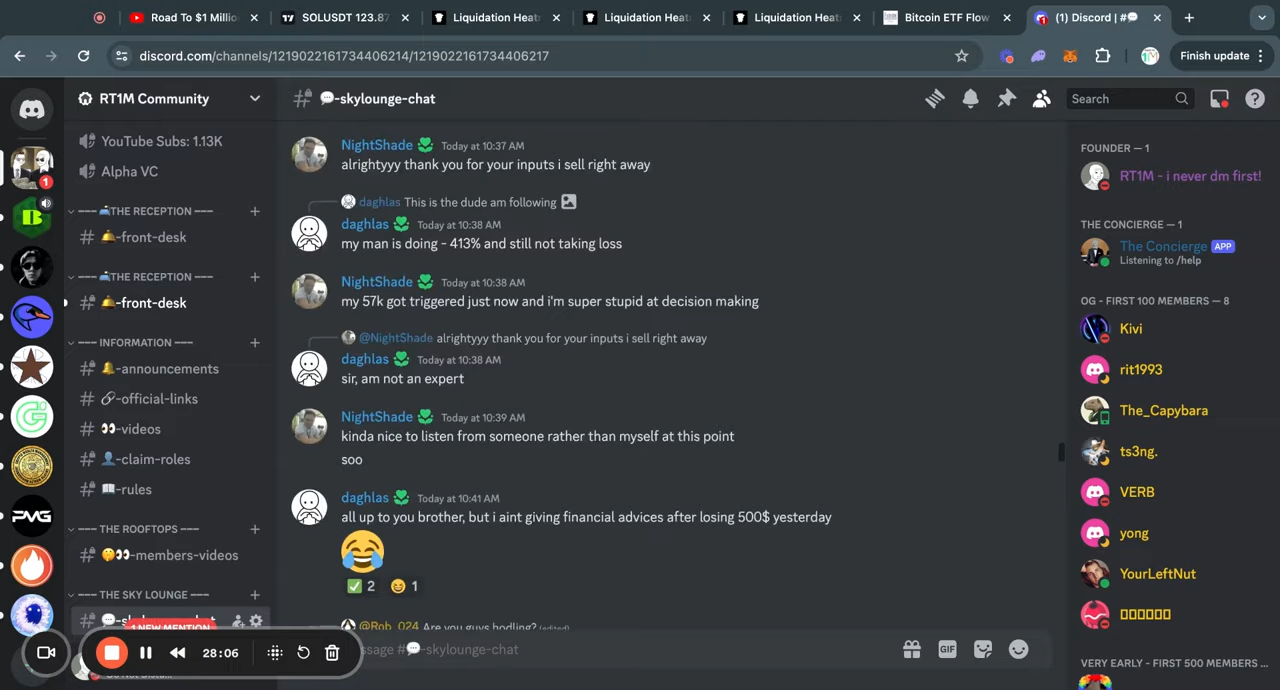 Road To $1 Millio
SOLUSDT 123.87
Liquidation Heat
Liquidation Heat
Liquidation Heat
Bitcoin ETF Flow
(1) Discord | #💬
discord.com/channels/1219022161734406214/1219022161734406217
Finish update
RT1M Community
💬-skylounge-chat
Search
YouTube Subs: 1.13K
Alpha VC
--- 🛋️THE RECEPTION ---
# 🛎️-front-desk
--- 🛋️THE RECEPTION ---
# 🛎️-front-desk
--- INFORMATION ---
🔔-announcements
🔗-official-links
👀-videos
👤-claim-roles
📖-rules
--- THE ROOFTOPS ---
🤫👀-members-videos
--- THE SKY LOUNGE ---
1 NEW MENTION
28:06
NightShade Today at 10:37 AM
alrightyyy thank you for your inputs i sell right away
daghlas This is the dude am following
daghlas Today at 10:38 AM
my man is doing - 413% and still not taking loss
NightShade Today at 10:38 AM
my 57k got triggered just now and i'm super stupid at decision making
@NightShade alrightyyy thank you for your inputs i sell right away
daghlas Today at 10:38 AM
sir, am not an expert
NightShade Today at 10:39 AM
kinda nice to listen from someone rather than myself at this point
soo
daghlas Today at 10:41 AM
all up to you brother, but i aint giving financial advices after losing 500$ yesterday
😂
✅ 2 😆 1
@Rob_024 Are you guys hodling? (edited)
ssage #💬-skylounge-chat
GIF
FOUNDER — 1
RT1M - i never dm first!
THE CONCIERGE — 1
The Concierge APP
Listening to /help
OG - FIRST 100 MEMBERS — 8
Kivi
rit1993
The_Capybara
ts3ng.
VERB
yong
YourLeftNut
VERY EARLY - FIRST 500 MEMBERS ...